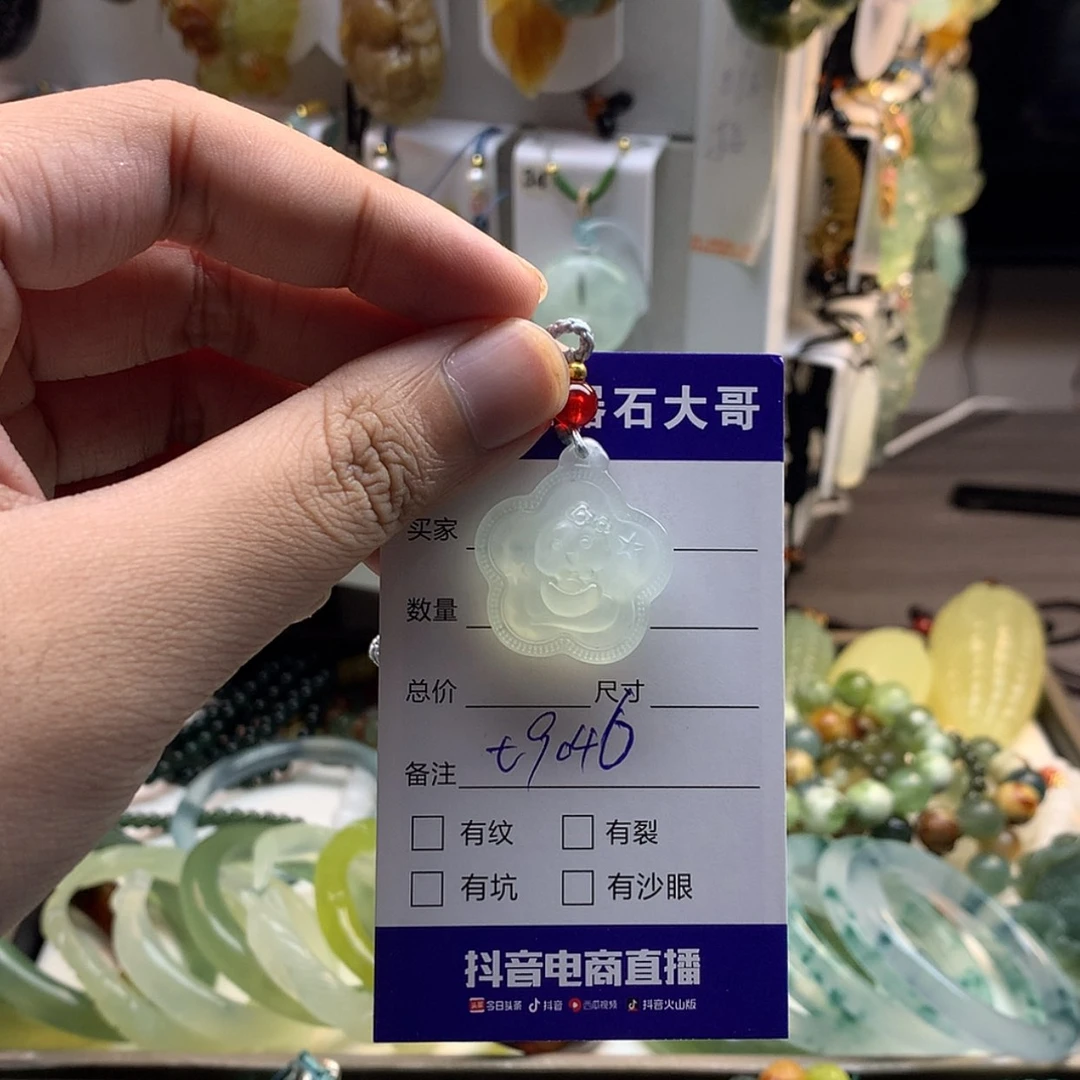 石大哥
买家
数量
总价 尺寸
t9046
备注
有纹 有裂
有坑 有沙眼
抖音电商直播
头条 今日头条 抖音 西瓜视频 抖音火山版